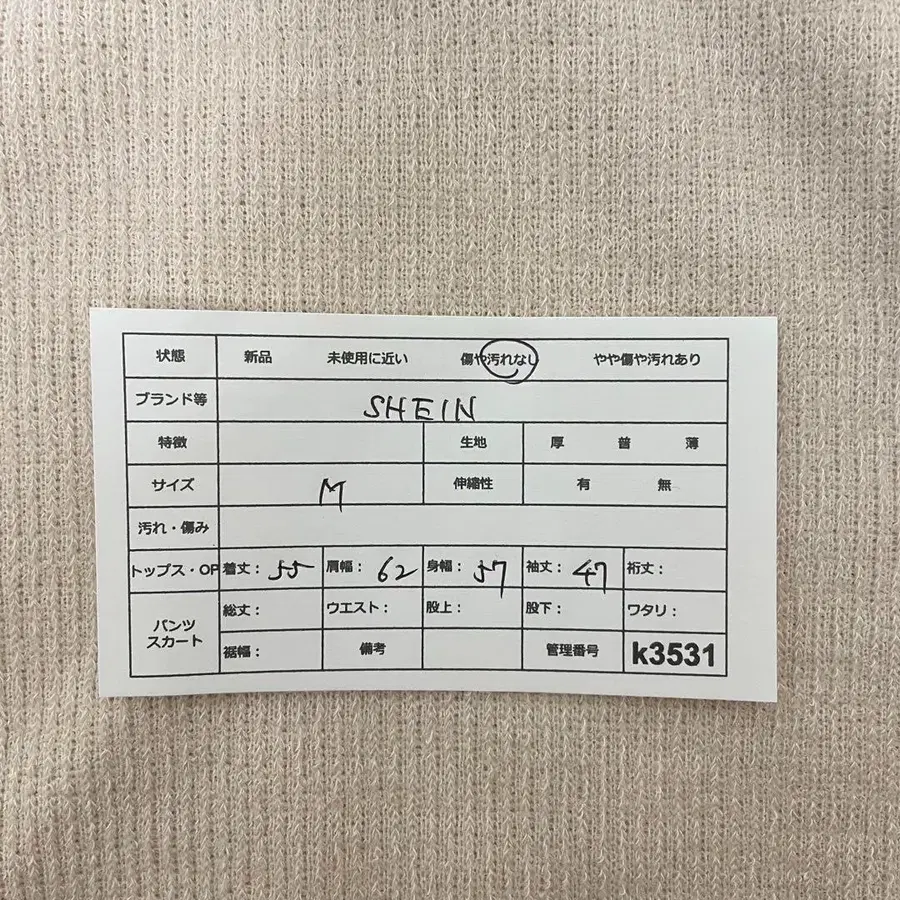 状態 新品 未使用に近い 傷や汚れなし やや傷や汚れあり
ブランド等 SHEIN
特徴 生地 厚 普 薄
サイズ M 伸縮性 有 無
汚れ・傷み
トップス・OP 着丈: 55 肩幅: 62 身幅: 57 袖丈: 47 裄丈:
パンツ スカート 総丈: ウエスト: 股上: 股下: ワタリ:
裾幅: 備考 管理番号 k3531